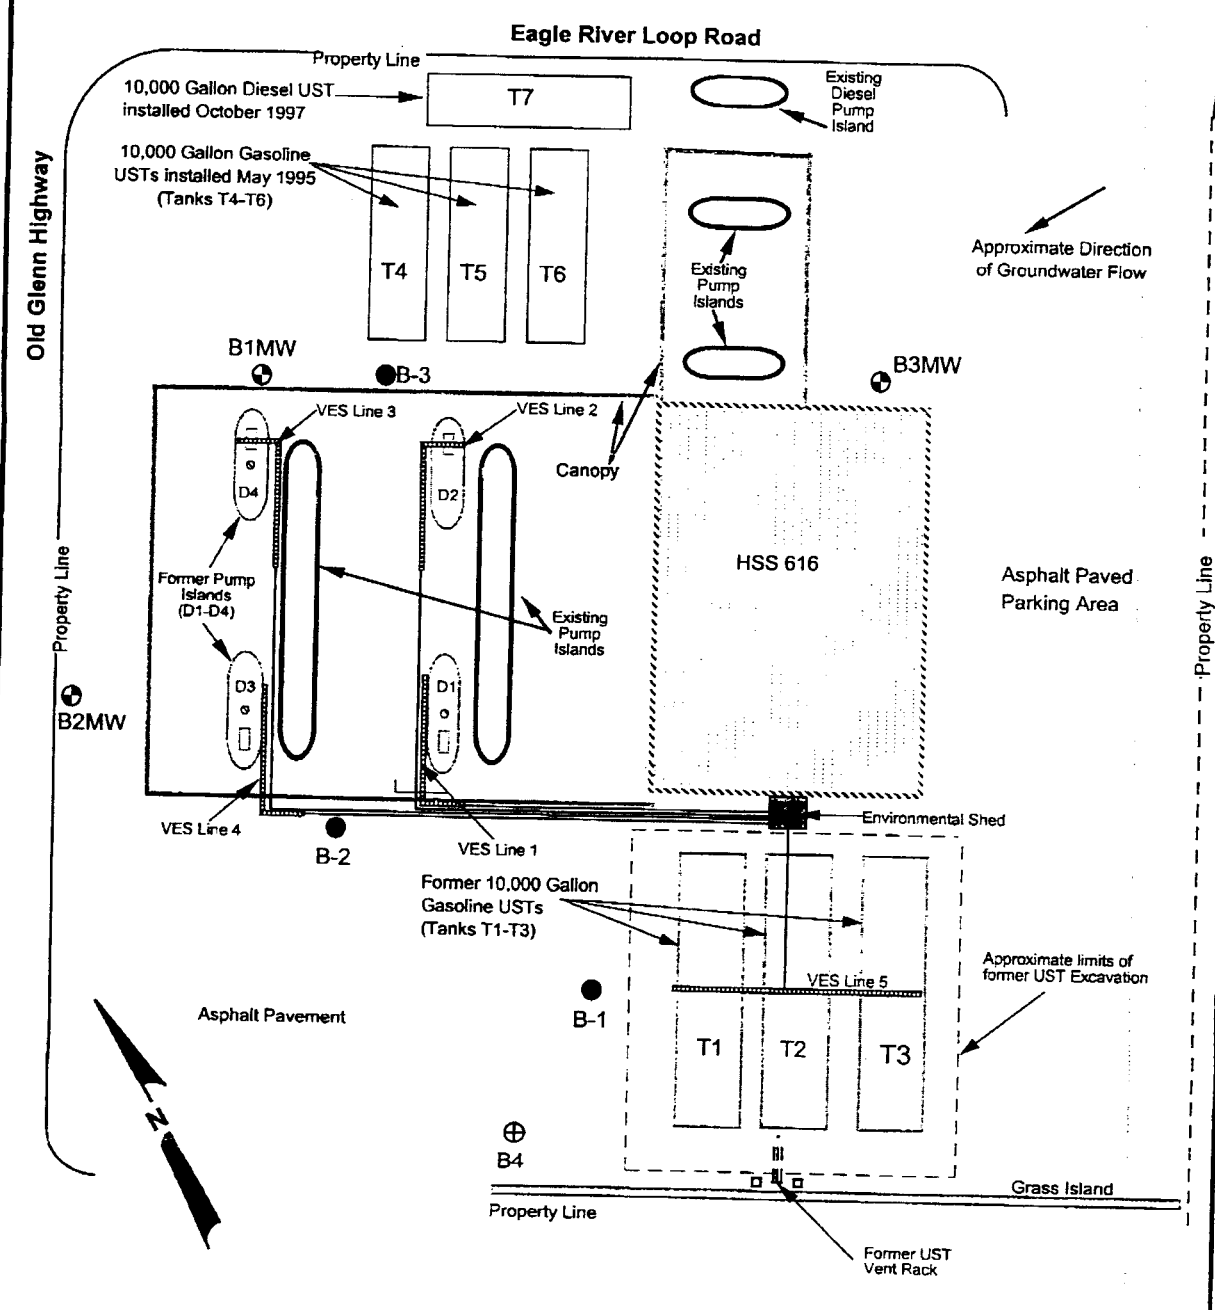 Eagle River Loop Road
Property Line
10,000 Gallon Diesel UST
installed October 1997
T7
Existing
Diesel
Pump
Island
Old Glenn Highway
10,000 Gallon Gasoline
USTs installed May 1995
(Tanks T4-T6)
T4
T5
T6
Existing
Pump
Islands
Approximate Direction
of Groundwater Flow
B1MW
B-3
B3MW
VES Line 3
VES Line 2
Canopy
D4
D2
HSS 616
Asphalt Paved
Parking Area
Property Line
Property Line
Former Pump
Islands
(D1-D4)
Existing
Pump
Islands
D3
D1
B2MW
VES Line 4
B-2
VES Line 1
Environmental Shed
Former 10,000 Gallon
Gasoline USTs
(Tanks T1-T3)
VES Line 5
Approximate limits of
former UST Excavation
B-1
Asphalt Pavement
T1
T2
T3
N
B4
Grass Island
Property Line
Former UST
Vent Rack